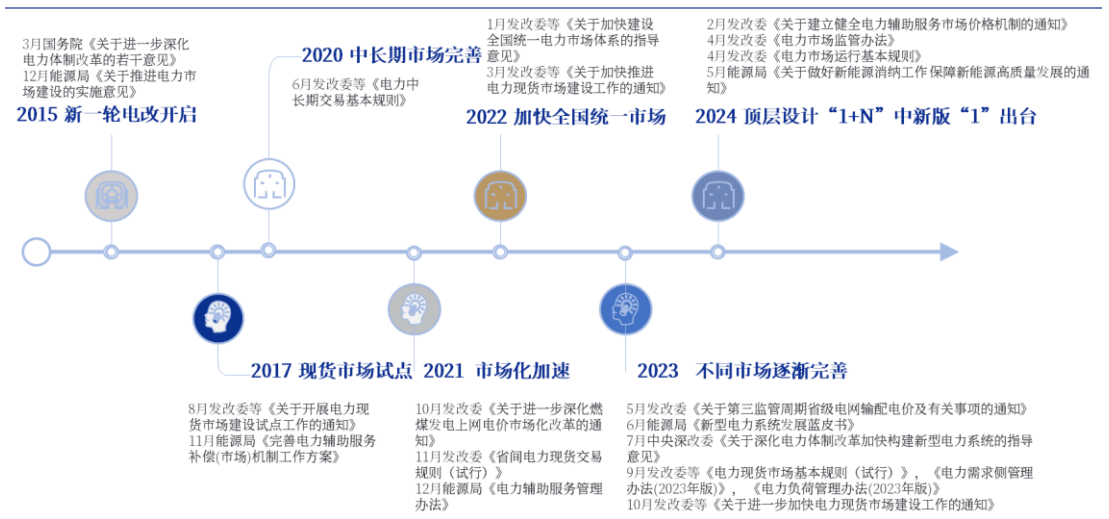 3月国务院《关于进一步深化
电力体制改革的若干意见》
12月能源局《关于推进电力市
场建设的实施意见》
2015 新一轮电改开启
2020 中长期市场完善
6月发改委等《电力中
长期交易基本规则》
1月发改委等《关于加快建设
全国统一电力市场体系的指导
意见》
3月发改委等《关于加快推进
电力现货市场建设工作的通知》
2022 加快全国统一市场
2月发改委《关于建立健全电力辅助服务市场价格机制的通知》
4月发改委《电力市场监管办法》
4月发改委《电力市场运行基本规则》
5月能源局《关于做好新能源消纳工作 保障新能源高质量发展的通
知》
2024 顶层设计“1+N”中新版“1”出台
2017 现货市场试点
8月发改委等《关于开展电力现
货市场建设试点工作的通知》
11月能源局《完善电力辅助服务
补偿(市场)机制工作方案》
2021 市场化加速
10月发改委《关于进一步深化燃
煤发电上网电价市场化改革的通
知》
11月发改委《省间电力现货交易
规则（试行）》
12月能源局《电力辅助服务管理
办法》
2023 不同市场逐渐完善
5月发改委《关于第三监管周期省级电网输配电价及有关事项的通知》
6月能源局《新型电力系统发展蓝皮书》
7月中央深改委《关于深化电力体制改革加快构建新型电力系统的指导
意见》
9月发改委等《电力现货市场基本规则（试行）》，《电力需求侧管理
办法(2023年版)》，《电力负荷管理办法(2023年版)》
10月发改委等《关于进一步加快电力现货市场建设工作的通知》